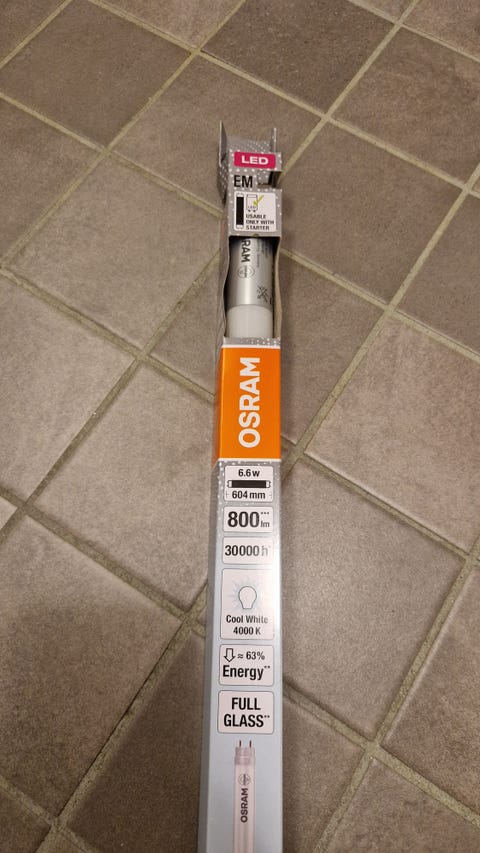 LED
EM
LED
USABLE
ONLY WITH
STARTER
OSRAM
OSRAM
6.6 W
604 mm
800*** lm
30000 h*
Cool White
4000 K
≈ 63%
Energy**
FULL
GLASS**
OSRAM